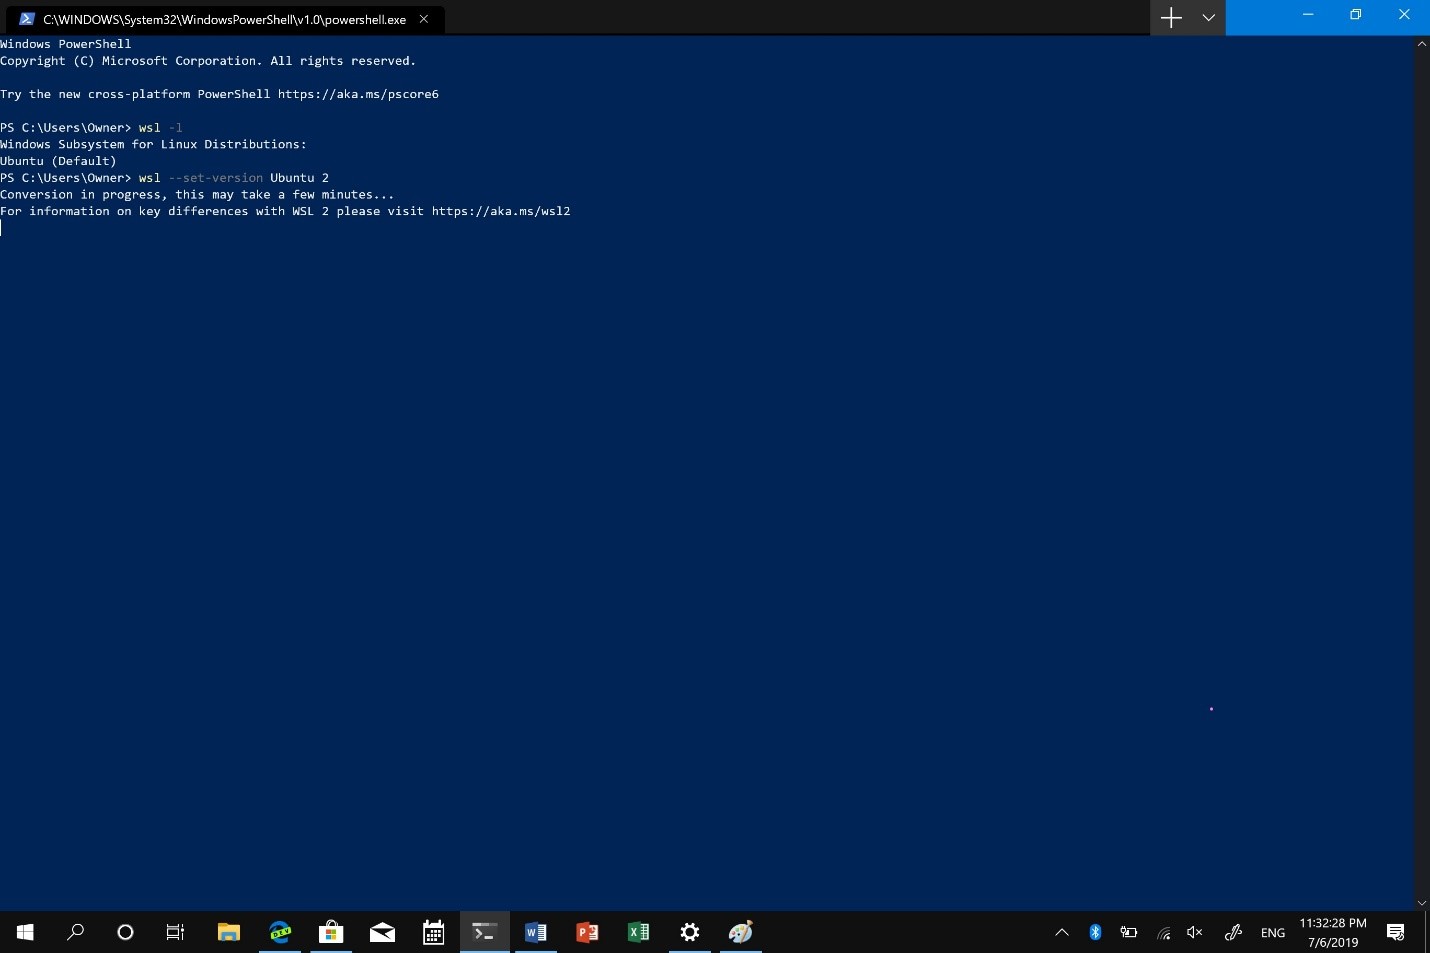 C:\WINDOWS\System32\WindowsPowerShell\v1.0\powershell.exe
Windows PowerShell
Copyright (C) Microsoft Corporation. All rights reserved.
Try the new cross-platform PowerShell https://aka.ms/pscore6
PS C:\Users\Owner> wsl -l
Windows Subsystem for Linux Distributions:
Ubuntu (Default)
PS C:\Users\Owner> wsl --set-version Ubuntu 2
Conversion in progress, this may take a few minutes...
For information on key differences with WSL 2 please visit https://aka.ms/wsl2
DEV
ENG
11:32:28 PM
7/6/2019